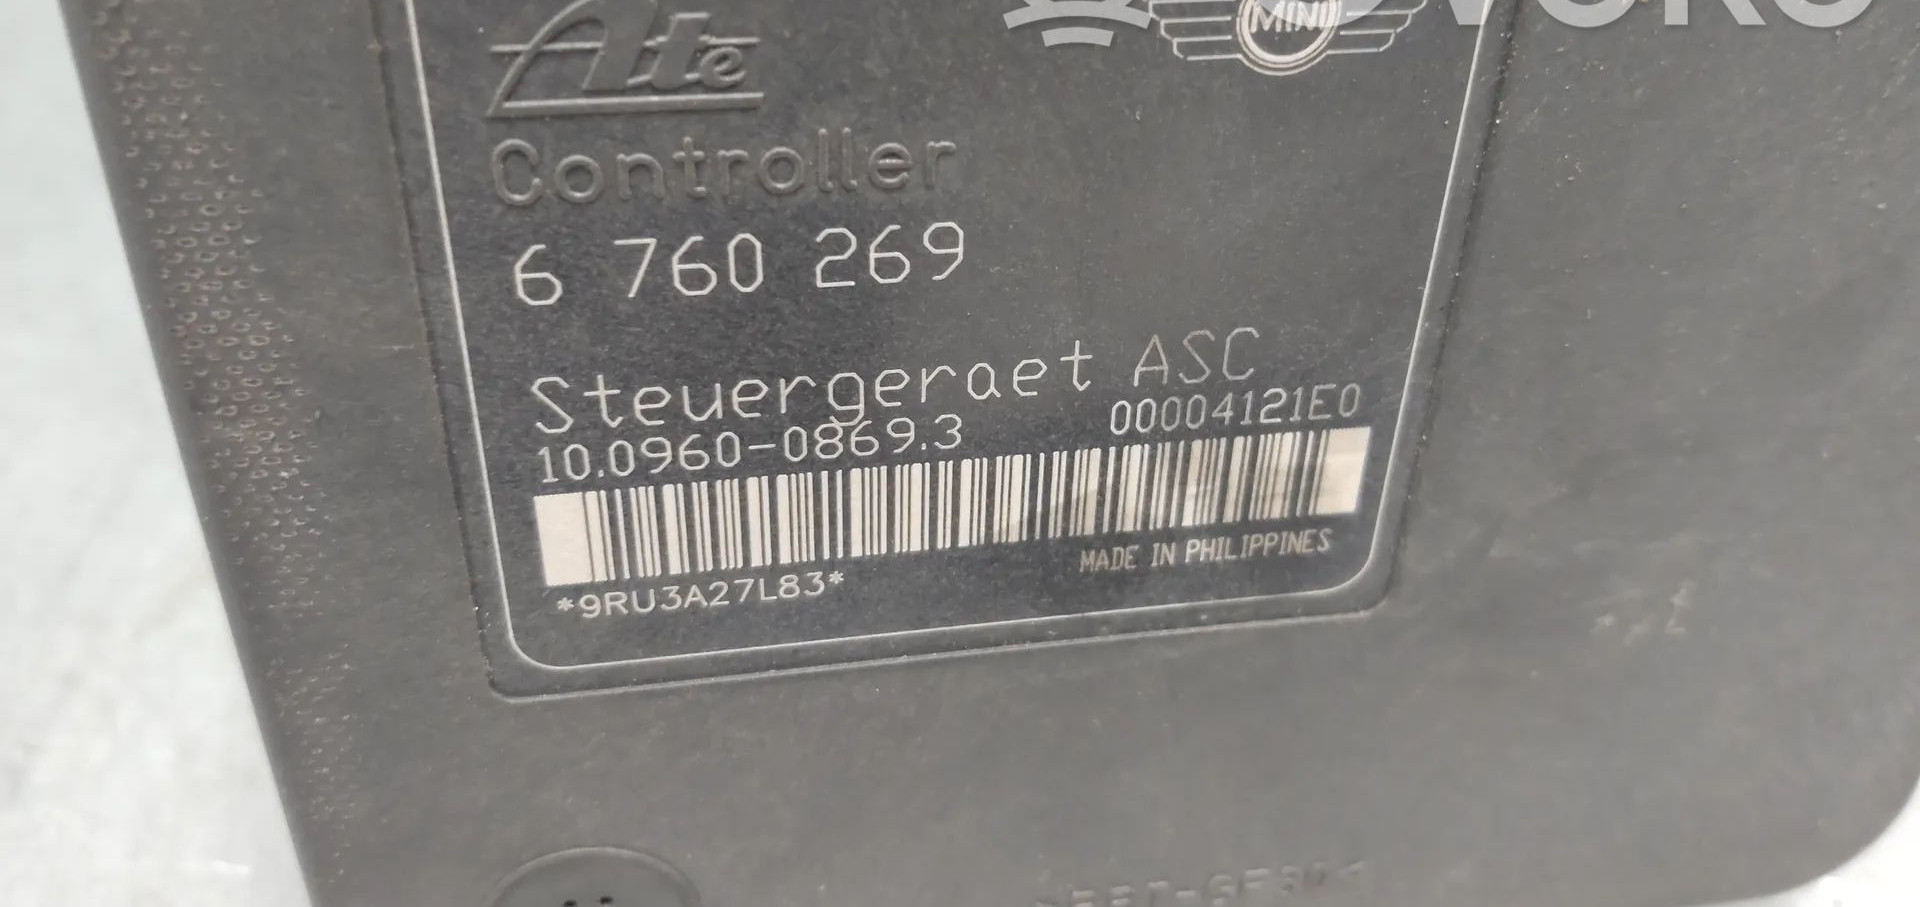 Ate
MINI
Controller
6 760 269
Steuergeraet ASC
10.0960-0869.3 00004121E0
*9RU3A27L83*
MADE IN PHILIPPINES